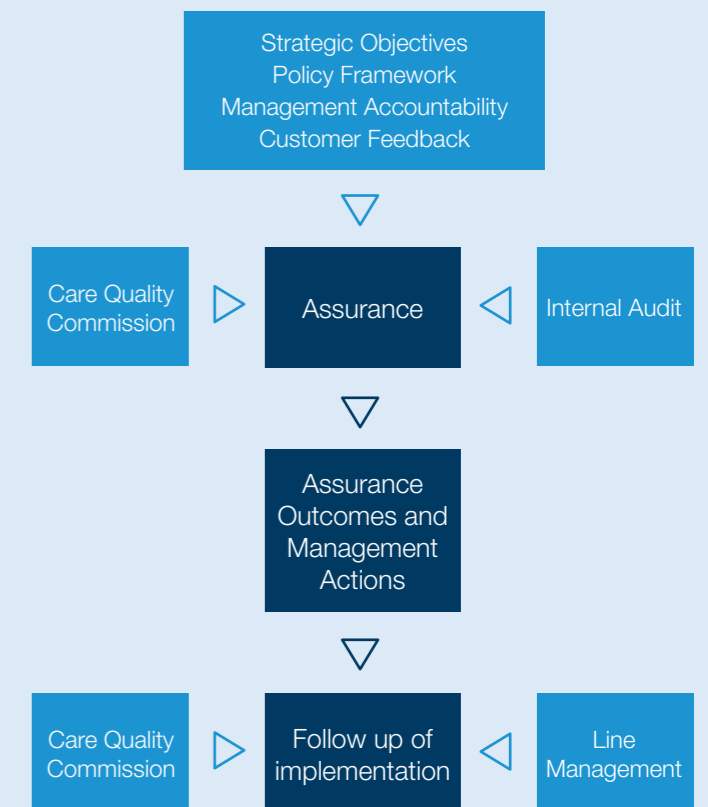 Strategic Objectives
Policy Framework
Management Accountability
Customer Feedback
Care Quality
Commission
Assurance
Internal Audit
Assurance
Outcomes and
Management
Actions
Care Quality
Commission
Follow up of
implementation
Line
Management